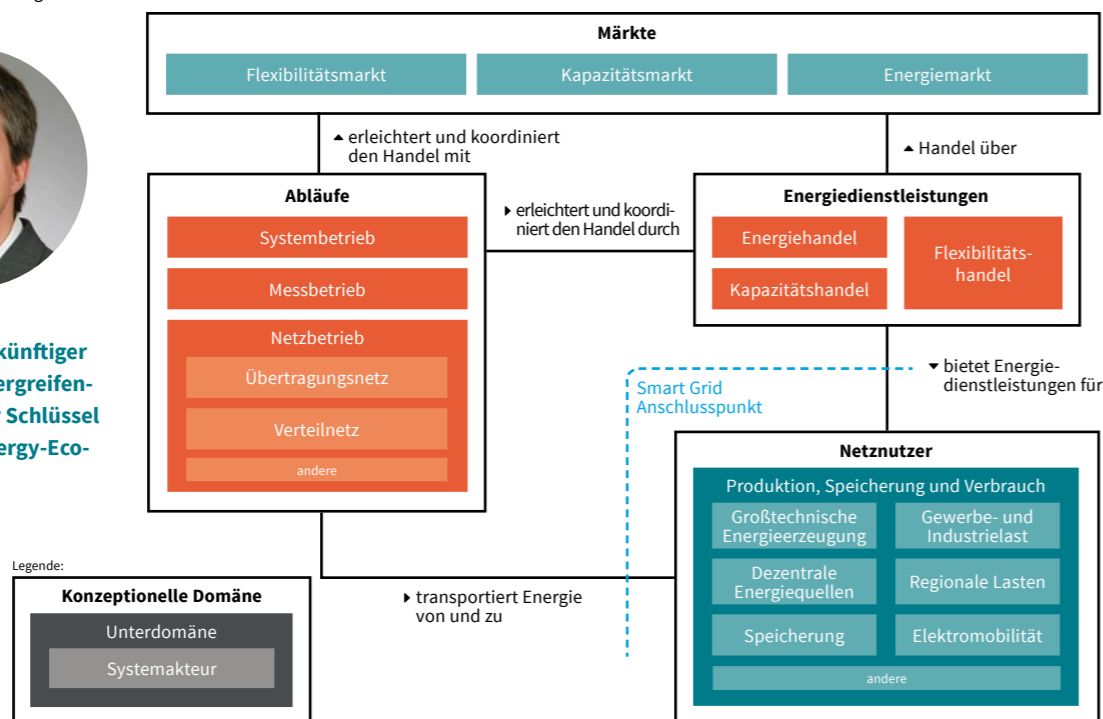 Märkte
Flexibilitätsmarkt
Kapazitätsmarkt
Energiemarkt
▲ erleichtert und koordiniert
den Handel mit
▲ Handel über
Abläufe
Systembetrieb
Messbetrieb
Netzbetrieb
Übertragungsnetz
Verteilnetz
andere
▶ erleichtert und koordi-
niert den Handel durch
Energiedienstleistungen
Energiehandel
Kapazitätshandel
Flexibilitäts-
handel
künftiger
ergreifen-
Schlüssel
ergy-Eco-
Smart Grid
Anschlusspunkt
▼ bietet Energie-
dienstleistungen für
Netznutzer
Produktion, Speicherung und Verbrauch
Großtechnische
Energieerzeugung
Gewerbe- und
Industrielast
Dezentrale
Energiequellen
Regionale Lasten
Speicherung
Elektromobilität
andere
▶ transportiert Energie
von und zu
Legende:
Konzeptionelle Domäne
Unterdomäne
Systemakteur